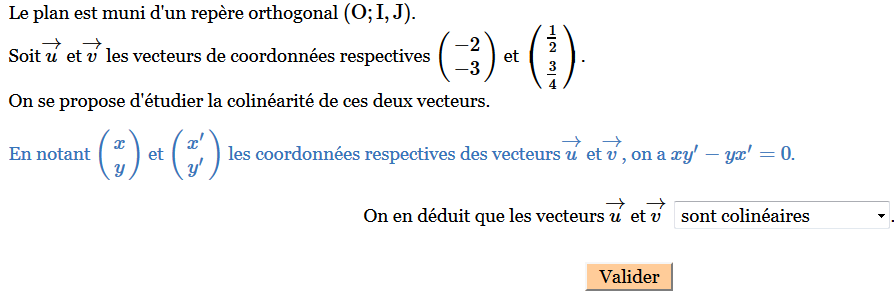 Le plan est muni d'un repère orthogonal (O; I, J).
Soit $\overrightarrow{u}$ et $\overrightarrow{v}$ les vecteurs de coordonnées respectives $\begin{pmatrix} -2 \\ -3 \end{pmatrix}$ et $\begin{pmatrix} \frac{1}{2} \\ \frac{3}{4} \end{pmatrix}$.
On se propose d'étudier la colinéarité de ces deux vecteurs.
En notant $\begin{pmatrix} x \\ y \end{pmatrix}$ et $\begin{pmatrix} x' \\ y' \end{pmatrix}$ les coordonnées respectives des vecteurs $\overrightarrow{u}$ et $\overrightarrow{v}$, on a $xy' - yx' = 0$.
On en déduit que les vecteurs $\overrightarrow{u}$ et $\overrightarrow{v}$ sont colinéaires.
Valider